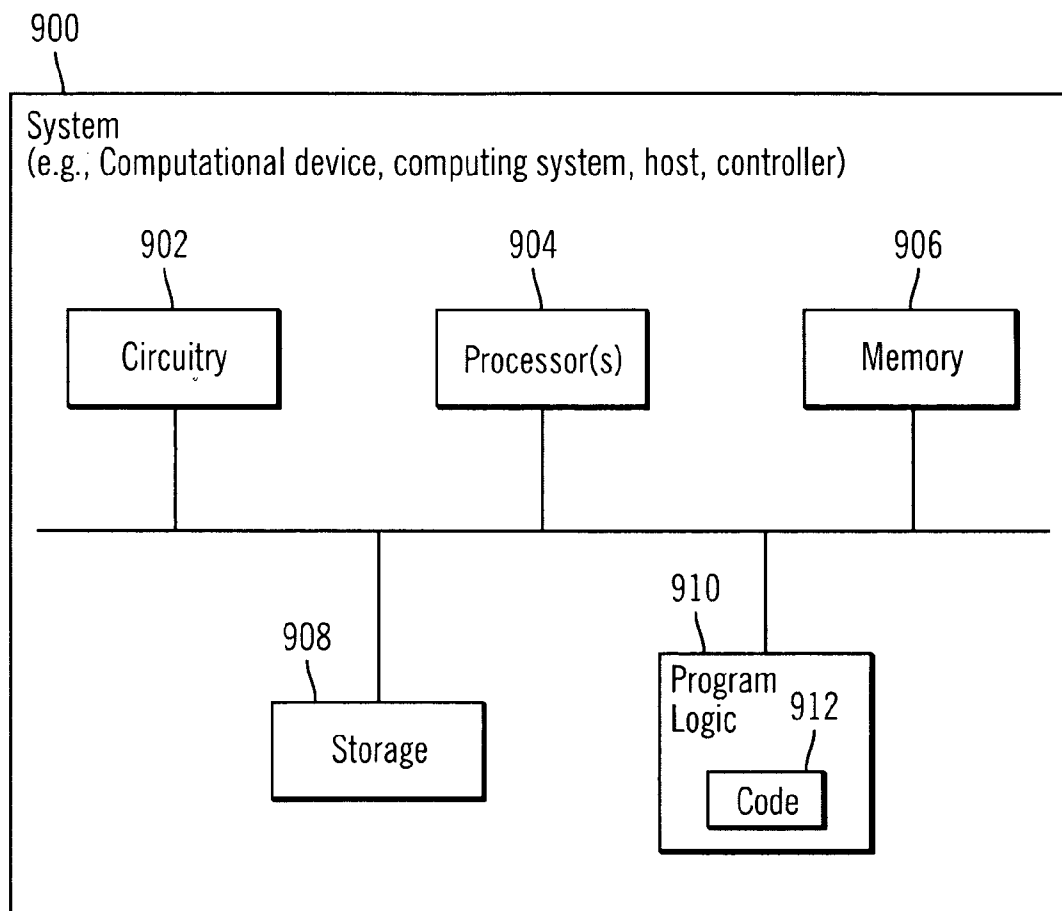 900
System
(e.g., Computational device, computing system, host, controller)
902
904
906
Circuitry
Processor(s)
Memory
908
910
Storage
Program
Logic
912
Code